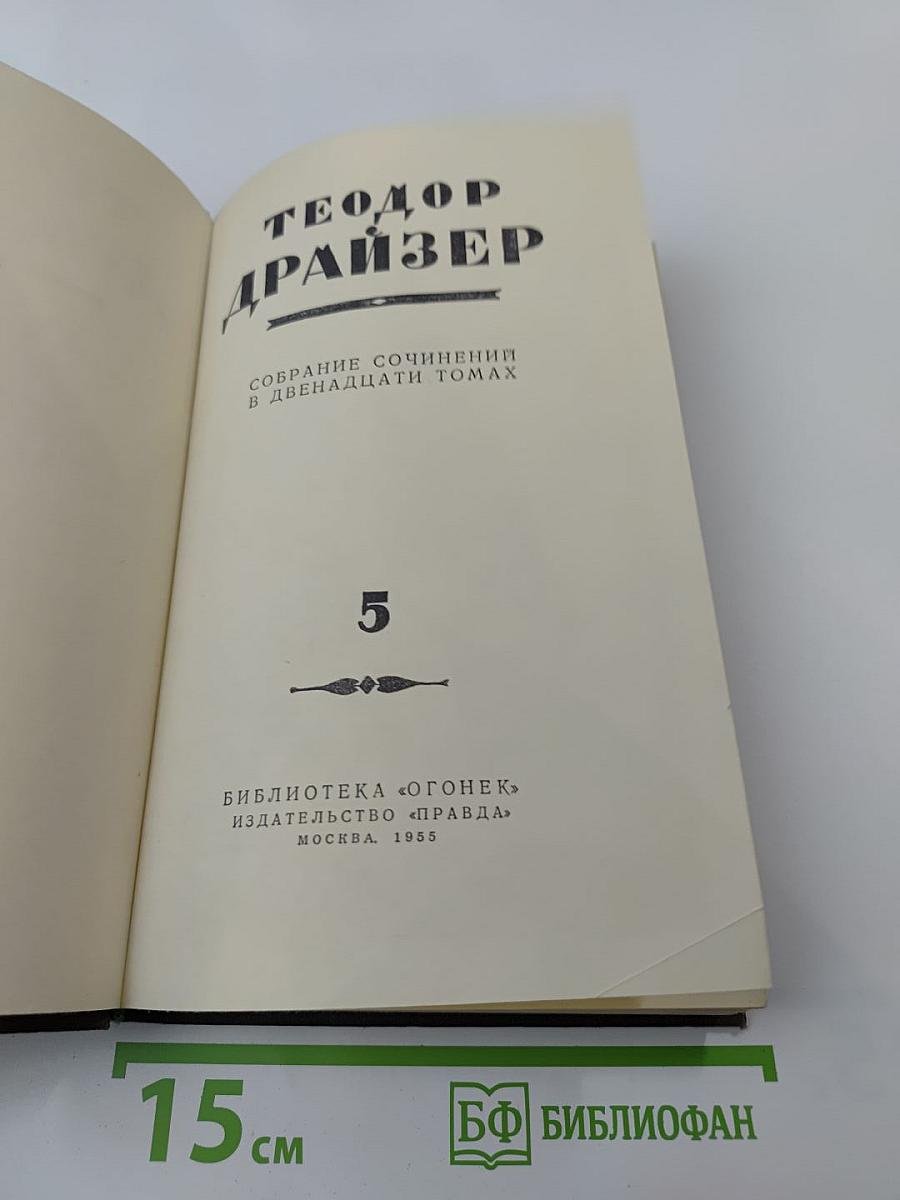 ТЕОДОР
ДРАЙЗЕР
СОБРАНИЕ СОЧИНЕНИЙ
В ДВЕНАДЦАТИ ТОМАХ
5
БИБЛИОТЕКА «ОГОНЕК»
ИЗДАТЕЛЬСТВО «ПРАВДА»
МОСКВА. 1955
15 см
БФ БИБЛИОФАН